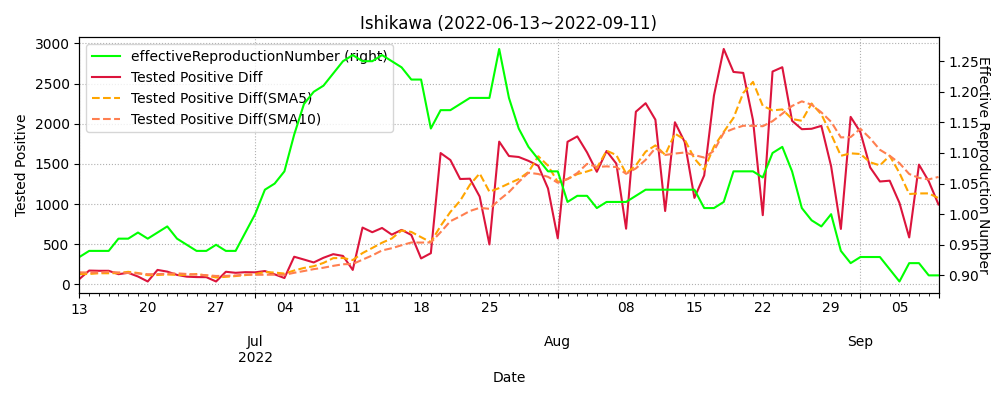 Ishikawa (2022-06-13~2022-09-11)
effectiveReproductionNumber (right)
Tested Positive Diff
Tested Positive Diff(SMA5)
Tested Positive Diff(SMA10)
Tested Positive
3000
2500
2000
1500
1000
500
0
1.25
1.20
1.15
1.10
1.05
1.00
0.95
0.90
Effective Reproduction Number
13 20 27 04 11 18 25 08 15 22 29 05
Jul Aug Sep
2022
Date